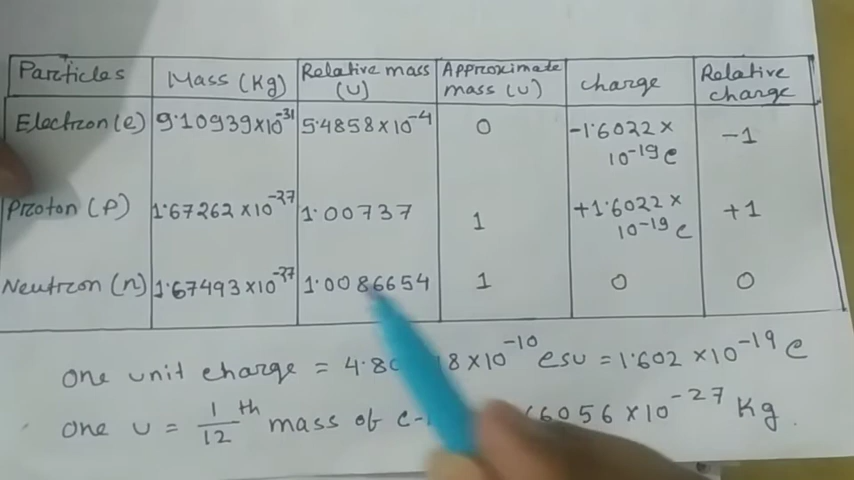 Particles Mass (Kg) Relative mass (U) Approximate mass (U) Charge Relative charge
Electron (e) 9.10939×10⁻³¹ 5.4858×10⁻⁴ 0 -1.6022× 10⁻¹⁹ e -1
Proton (P) 1.67262×10⁻²⁷ 1.00737 1 +1.6022× 10⁻¹⁹ e +1
Neutron (n) 1.67493×10⁻²⁷ 1.0086654 1 0 0
One unit charge = 4.80 8×10⁻¹⁰ esu = 1.602 ×10⁻¹⁹ e
One u = 1/12 th mass of c- 6056×10⁻²⁷ Kg.